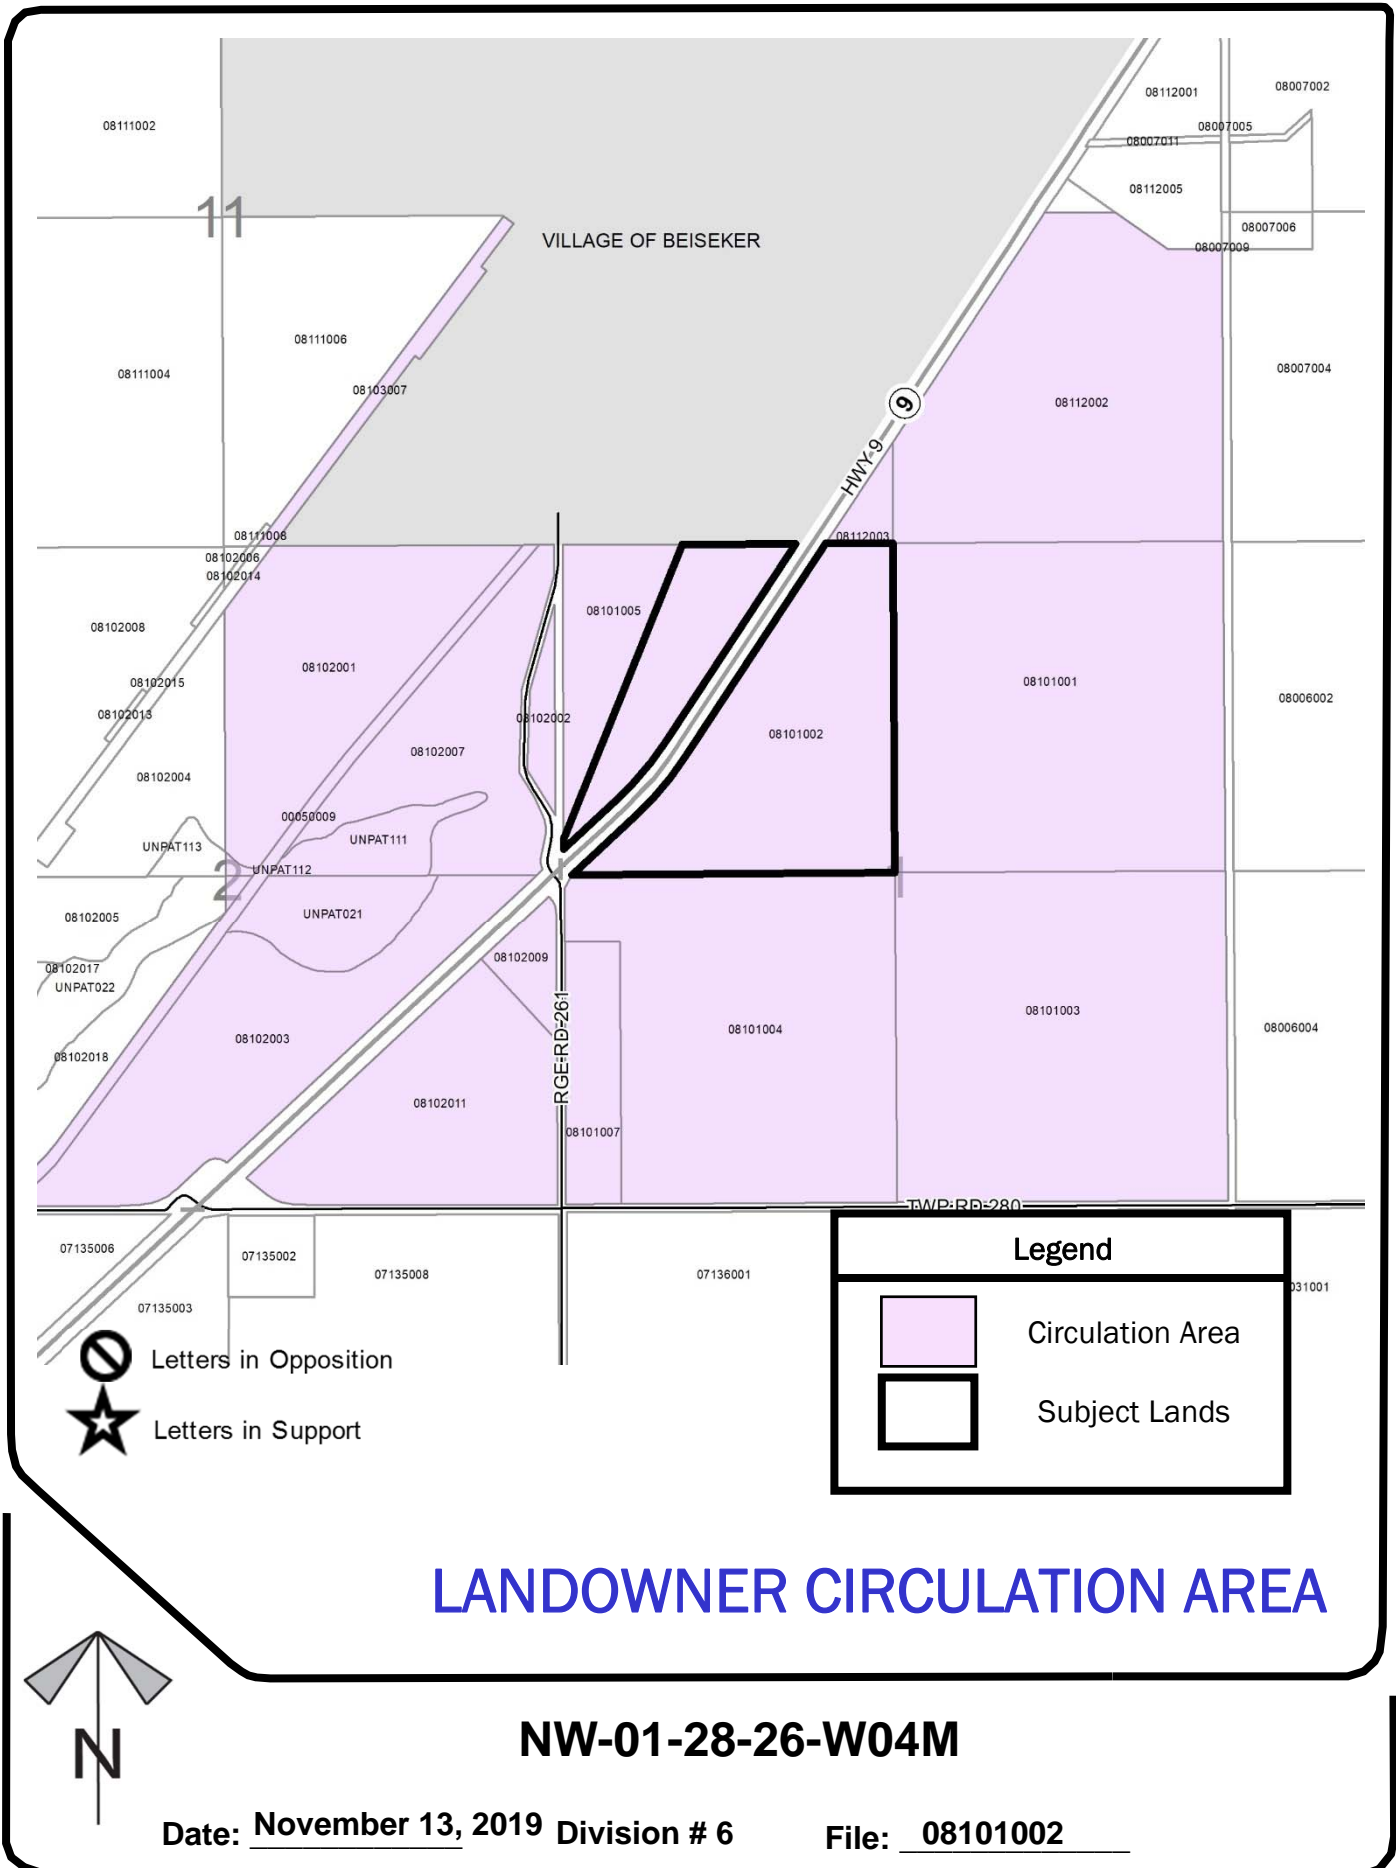 08111002
08112001
08007002
08007005
08007011
08112005
11
08007006
08007009
VILLAGE OF BEISEKER
08111006
08111004
08103007
08007004
08112002
9
HWY 9
08111008
08112003
08102006
08102014
08101005
08102008
08102001
08102015
08101001
08006002
08102013
08102002
08101002
08102007
08102004
00050009
UNPAT111
UNPAT113
UNPAT112
2
1
08102005
UNPAT021
08102009
08102017
UNPAT022
08101003
08101004
08006004
08102003
RGE RD 261
08102018
08102011
08101007
TWP RD 280
07135006
07135002
07135008
07136001
031001
07135003
Legend
Circulation Area
Subject Lands
Letters in Opposition
Letters in Support
LANDOWNER CIRCULATION AREA
N
NW-01-28-26-W04M
Date: November 13, 2019 Division # 6 File: 08101002